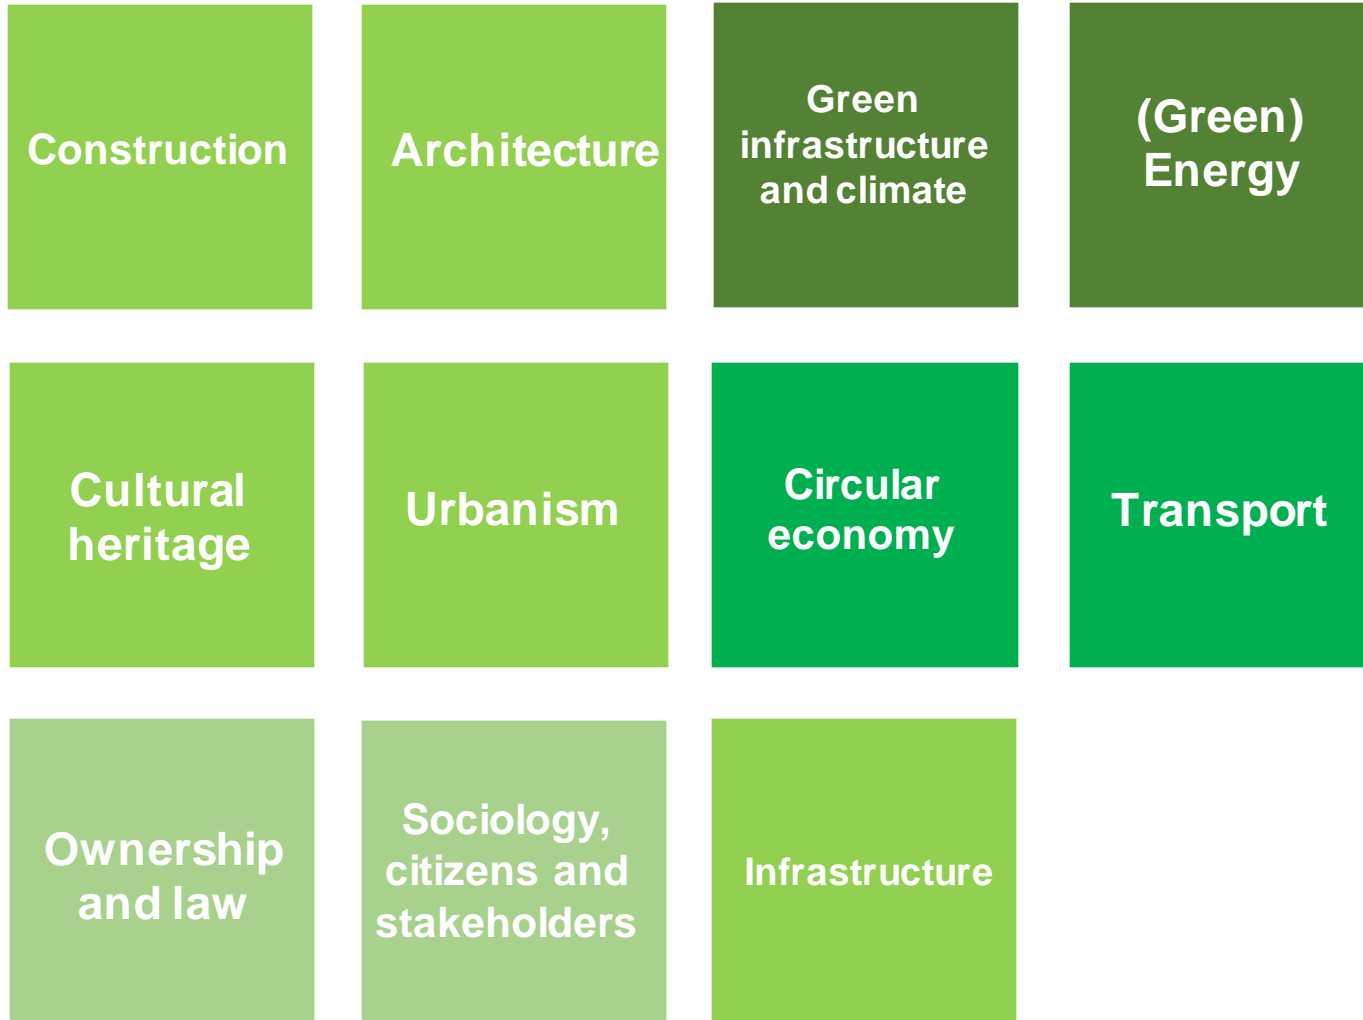 Construction
Architecture
Green
infrastructure
and climate
(Green)
Energy
Cultural
heritage
Urbanism
Circular
economy
Transport
Ownership
and law
Sociology,
citizens and
stakeholders
Infrastructure